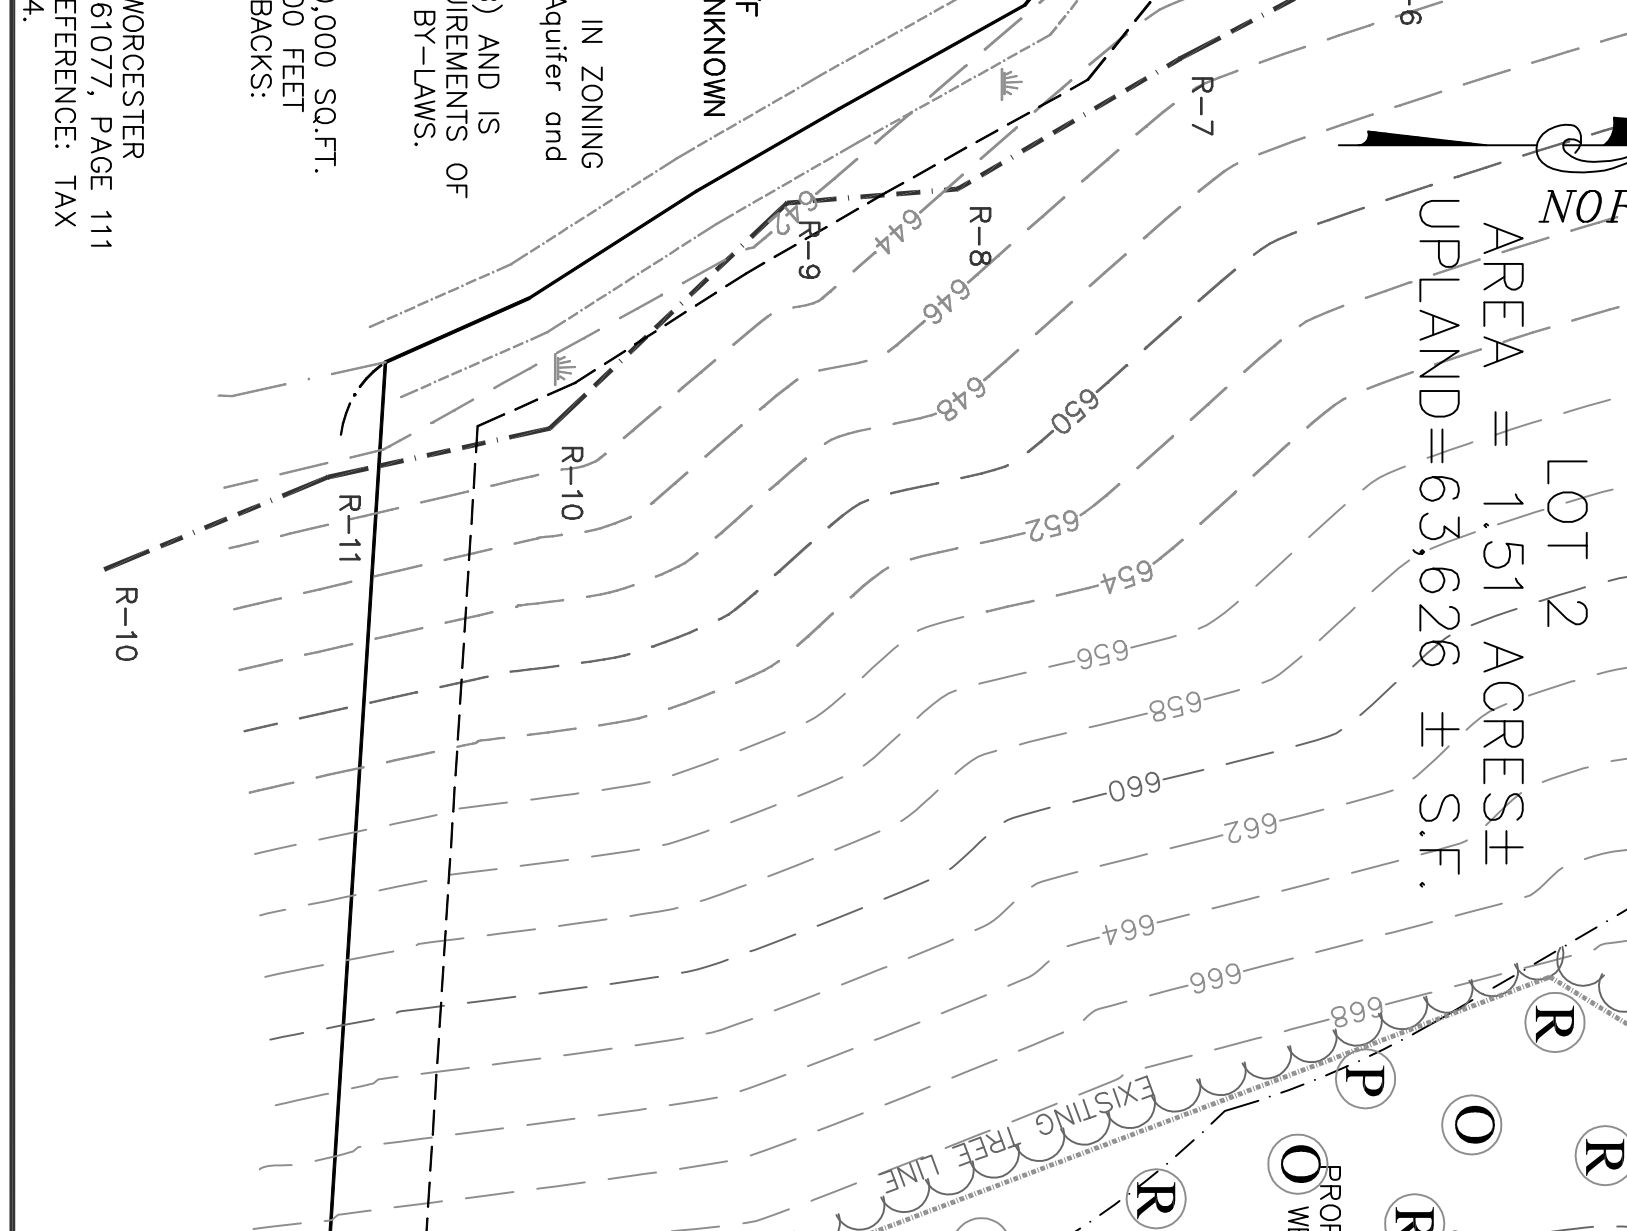 LOT 2
AREA = 1.51 ACRES±
UPLAND=63,626 ± S.F.
R-7
R-8
R-9
R-10
R-11
R-10
-6
642
644
646
648
650
652
654
656
658
660
662
664
666
668
EXISTING TREE LINE
R
P
O
R
O
R
R
NKNOWN
IN ZONING
Aquifer and
) AND IS
UIREMENTS OF
BY-LAWS.
,000 SQ.FT.
00 FEET
BACKS:
WORCESTER
61077, PAGE 111
EFERENCE: TAX
4.